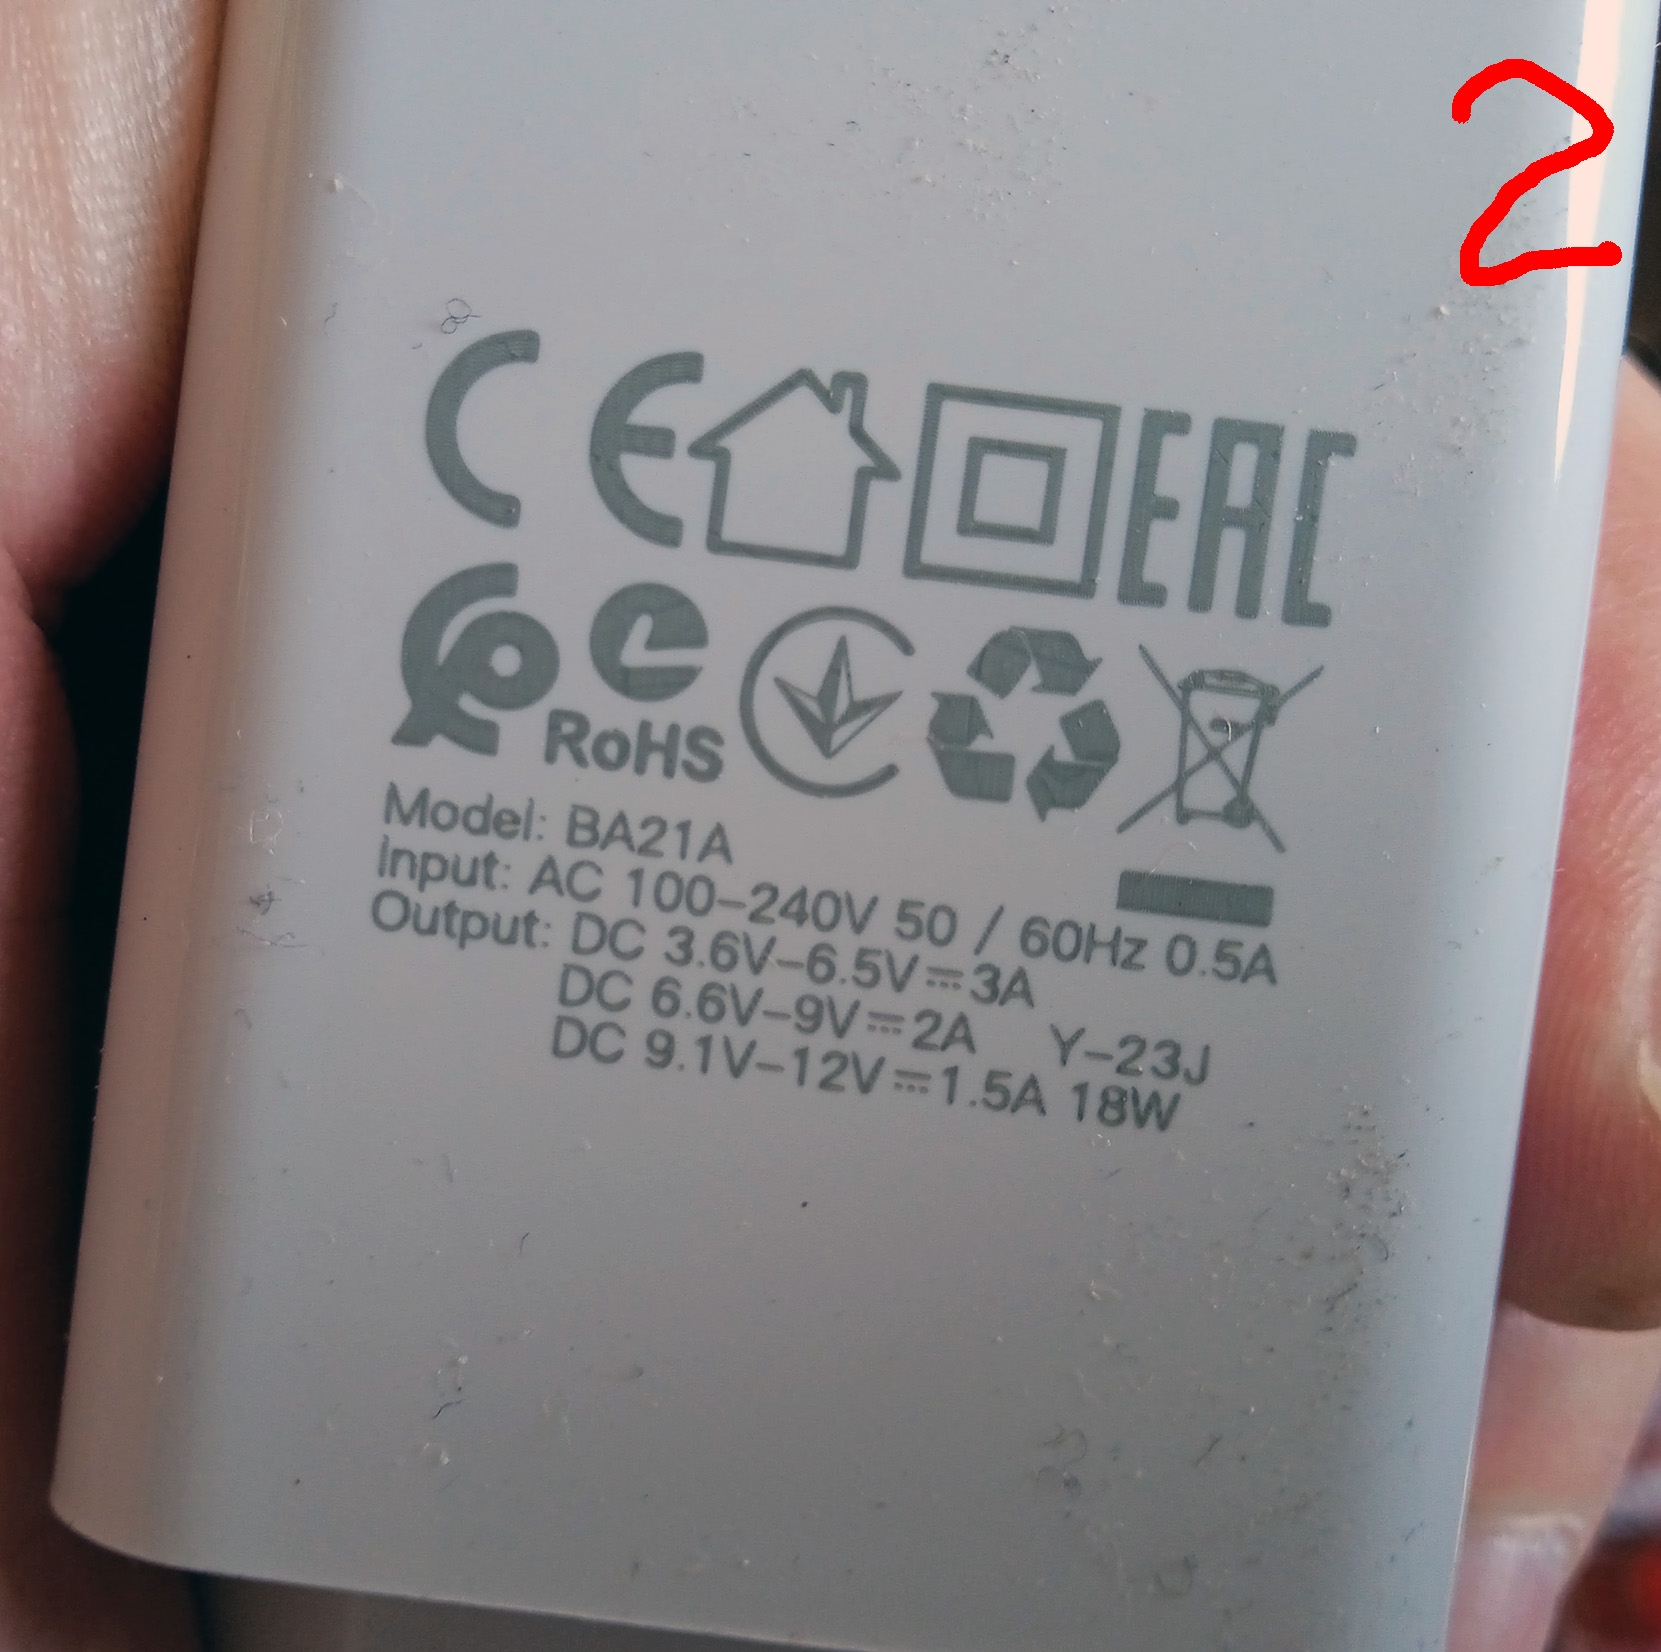 2
CE EAC
RoHS
Model: BA21A
Input: AC 100-240V 50 / 60Hz 0.5A
Output: DC 3.6V-6.5V⎓3A
DC 6.6V-9V⎓2A Y-23J
DC 9.1V-12V⎓1.5A 18W